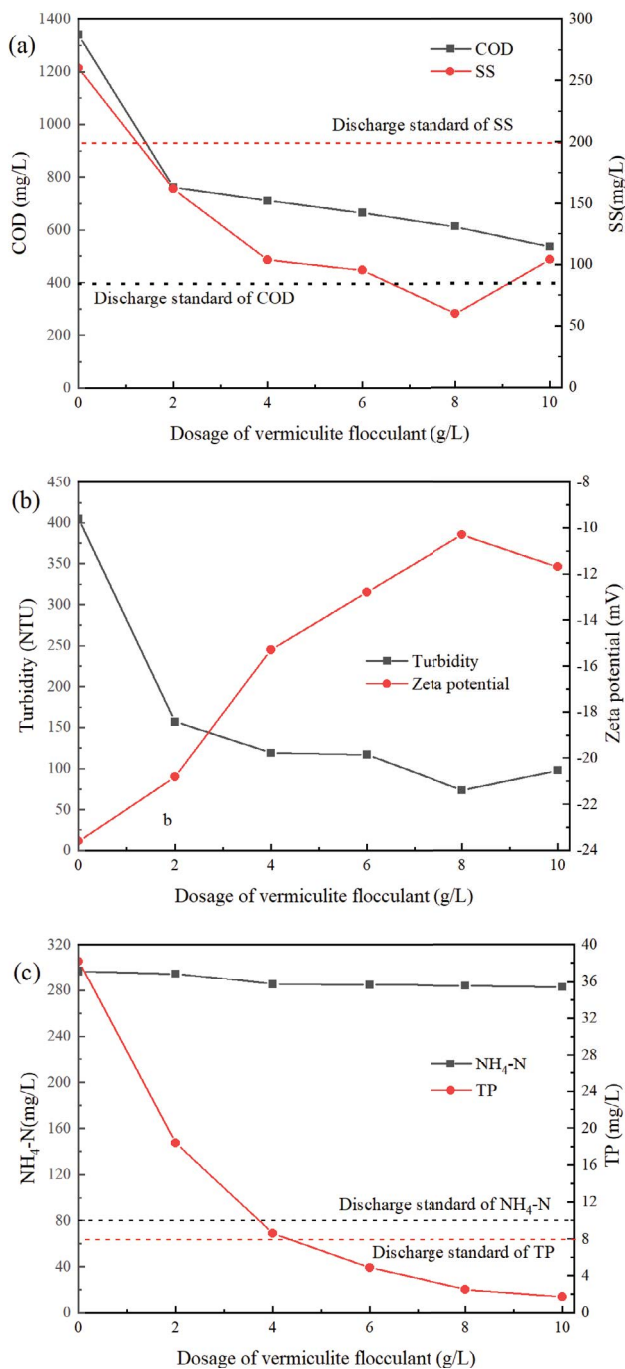 (a)
1400
1200
1000
800
600
400
200
0
COD (mg/L)
COD
SS
Discharge standard of SS
Discharge standard of COD
300
250
200
150
100
50
0
SS(mg/L)
0 2 4 6 8 10
Dosage of vermiculite flocculant (g/L)
(b)
450
400
350
300
250
200
150
100
50
0
Turbidity (NTU)
Turbidity
Zeta potential
b
-8
-10
-12
-14
-16
-18
-20
-22
-24
Zeta potential (mV)
0 2 4 6 8 10
Dosage of vermiculite flocculant (g/L)
(c)
320
280
240
200
160
120
80
40
0
NH4-N(mg/L)
NH4-N
TP
Discharge standard of NH4-N
Discharge standard of TP
40
36
32
28
24
20
16
12
8
4
0
TP (mg/L)
0 2 4 6 8 10
Dosage of vermiculite flocculant (g/L)